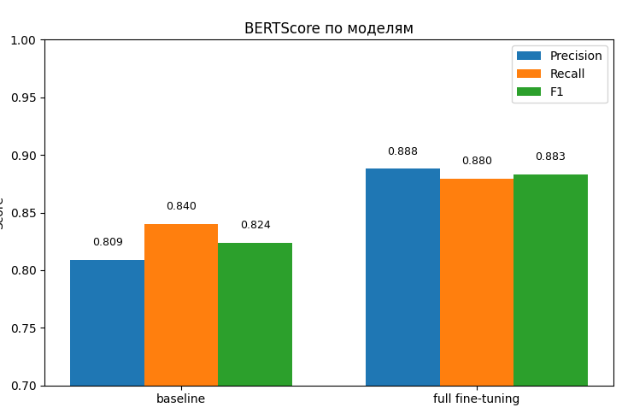 BERTScore по моделям
1.00
0.95
0.90
0.85
0.80
0.75
0.70
Precision
Recall
F1
0.809
0.840
0.824
0.888
0.880
0.883
baseline
full fine-tuning